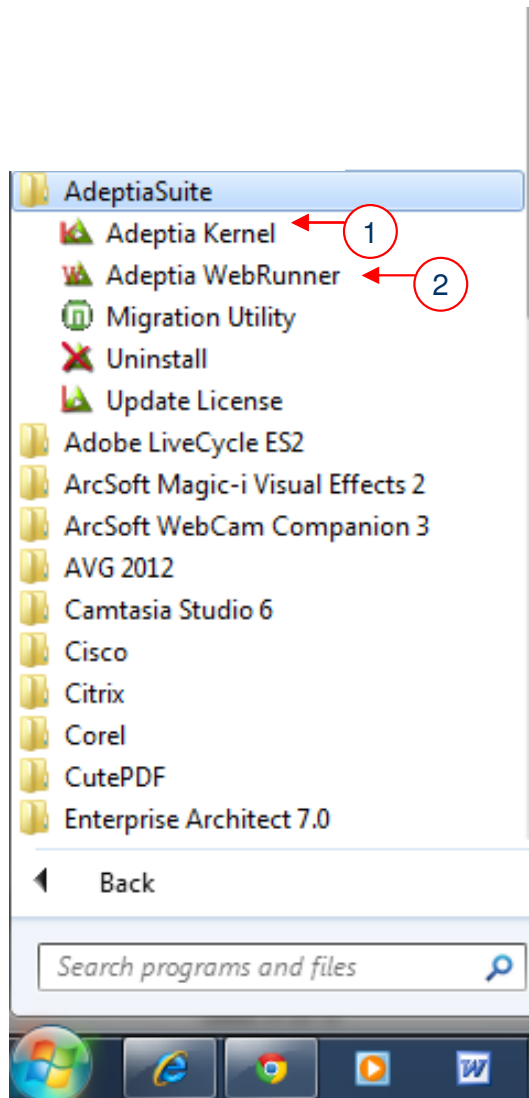 AdeptiaSuite
Adeptia Kernel
1
Adeptia WebRunner
2
Migration Utility
Uninstall
Update License
Adobe LiveCycle ES2
ArcSoft Magic-i Visual Effects 2
ArcSoft WebCam Companion 3
AVG 2012
Camtasia Studio 6
Cisco
Citrix
Corel
CutePDF
Enterprise Architect 7.0
Back
Search programs and files